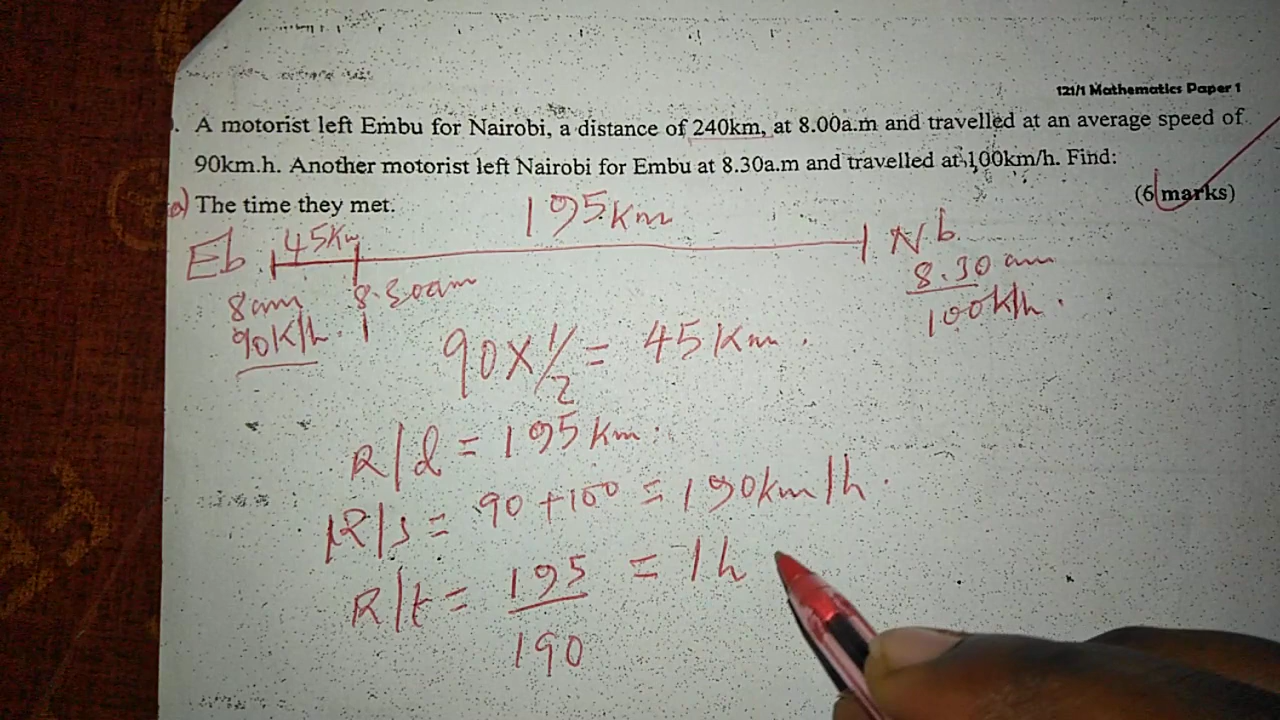 121/1 Mathematics Paper 1
. A motorist left Embu for Nairobi, a distance of 240km, at 8.00a.m and travelled at an average speed of
90km.h. Another motorist left Nairobi for Embu at 8.30a.m and travelled at 100km/h. Find:
(6 marks)
a) The time they met.
195km
Eb 45Km Nb
8am 8.30am 8.30am
90K/h 100k/h.
90 x 1/2 = 45Km.
R/d = 195km.
R/s = 90 + 100 = 190km/h.
R/t = 195 = 1h
190